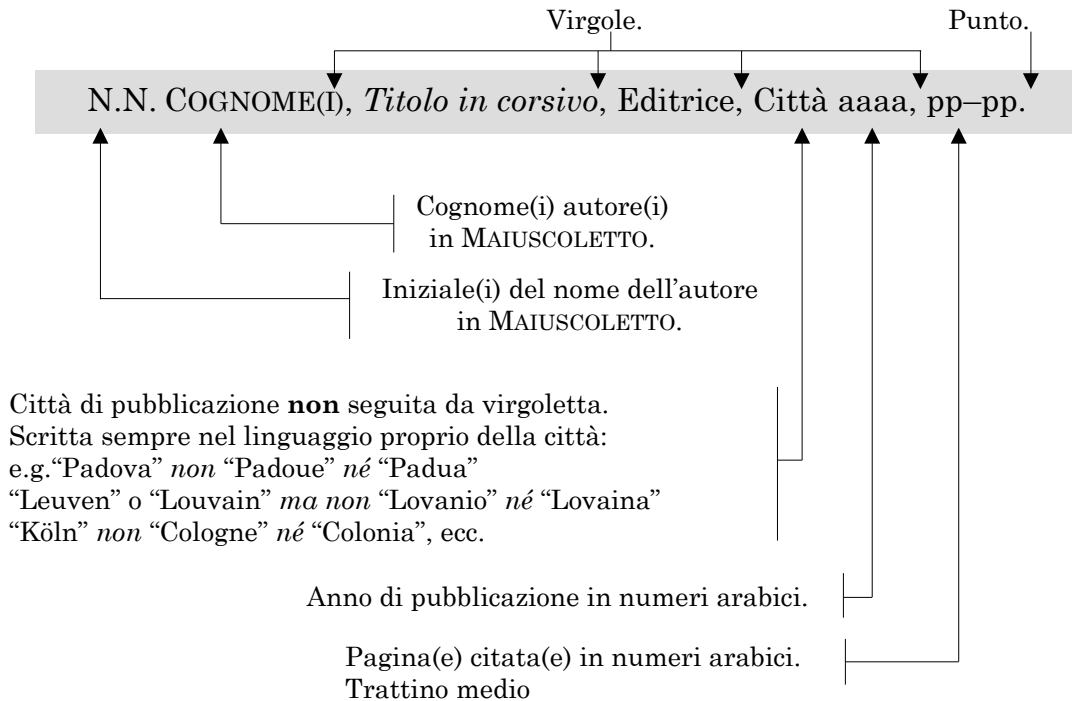 Virgole.
Punto.
N.N. COGNOME(I), Titolo in corsivo, Editrice, Città aaaa, pp–pp.
Cognome(i) autore(i)
in MAIUSCOLETTO.
Iniziale(i) del nome dell'autore
in MAIUSCOLETTO.
Città di pubblicazione non seguita da virgoletta.
Scritta sempre nel linguaggio proprio della città:
e.g.“Padova” non “Padoue” né “Padua”
“Leuven” o “Louvain” ma non “Lovanio” né “Lovaina”
“Köln” non “Cologne” né “Colonia”, ecc.
Anno di pubblicazione in numeri arabici.
Pagina(e) citata(e) in numeri arabici.
Trattino medio